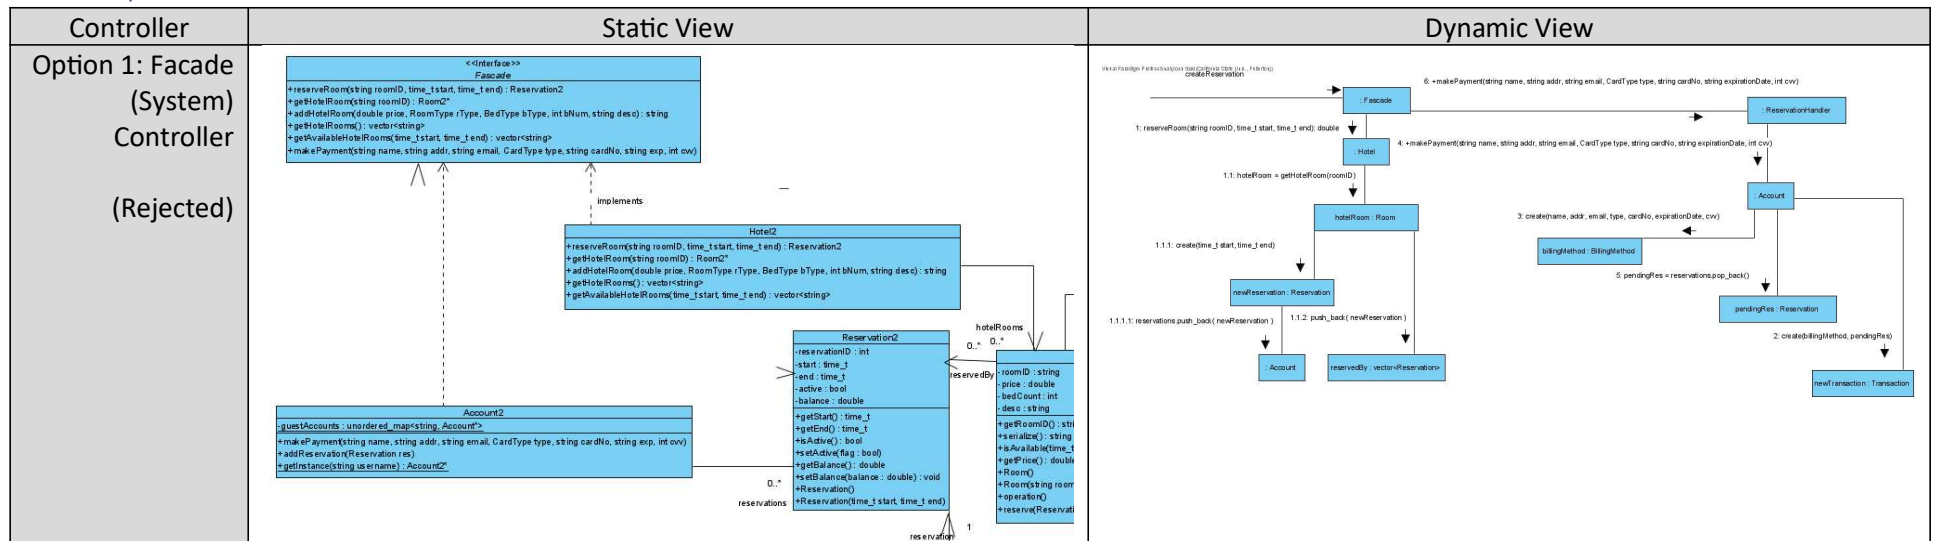 Controller
Static View
Dynamic View
Option 1: Facade
(System)
Controller
(Rejected)
<<Interface>>
Fascade
+reserveRoom(string roomID, time_t start, time_t end) : Reservation2
+getHotelRoom(string roomID) : Room2*
+addHotelRoom(double price, RoomType rType, BedType bType, int bNum, string desc) : string
+getHotelRooms() : vector<string>
+getAvailableHotelRooms(time_t start, time_t end) : vector<string>
+makePayment(string name, string addr, string email, CardType type, string cardNo, string exp, int cvv)
implements
Hotel2
+reserveRoom(string roomID, time_t start, time_t end) : Reservation2
+getHotelRoom(string roomID) : Room2*
+addHotelRoom(double price, RoomType rType, BedType bType, int bNum, string desc) : string
+getHotelRooms() : vector<string>
+getAvailableHotelRooms(time_t start, time_t end) : vector<string>
hotelRooms
0..*
0..*
reservedBy
Reservation2
-reservationID : int
-start : time_t
-end : time_t
-active : bool
-balance : double
+getStart() : time_t
+getEnd() : time_t
+isActive() : bool
+setActive(flag : bool)
+getBalance() : double
+setBalance(balance : double) : void
+Reservation()
+Reservation(time_t start, time_t end)
-roomID : string
-price : double
-bedCount : int
-desc : string
+getRoomID() : stri
+serialize() : string
+isAvailable(time_t
+getPrice() : double
+Room()
+Room(string room
+operation()
+reserve(Reservati
Account2
-guestAccounts : unordered_map<string, Account*>
+makePayment(string name, string addr, string email, CardType type, string cardNo, string exp, int cvv)
+addReservation(Reservation res)
+getInstance(string username) : Account2*
0..*
reservations
1
reservation
createReservation
: Fascade
6: +makePayment(string name, string addr, string email, CardType type, string cardNo, string expirationDate, int cvv)
: ReservationHandler
1: reserveRoom(string roomID, time_t start, time_t end): double
: Hotel
4: +makePayment(string name, string addr, string email, CardType type, string cardNo, string expirationDate, int cvv)
1.1: hotelRoom = getHotelRoom(roomID)
: Account
hotelRoom : Room
3: create(name, addr, email, type, cardNo, expirationDate, cvv)
1.1.1: create(time_t start, time_t end)
billingMethod : BillingMethod
5: pendingRes = reservations.pop_back()
newReservation : Reservation
pendingRes : Reservation
1.1.1.1: reservations.push_back( newReservation )
1.1.2: push_back( newReservation )
2: create(billingMethod, pendingRes)
: Account
reservedBy : vector<Reservation>
newTransaction : Transaction